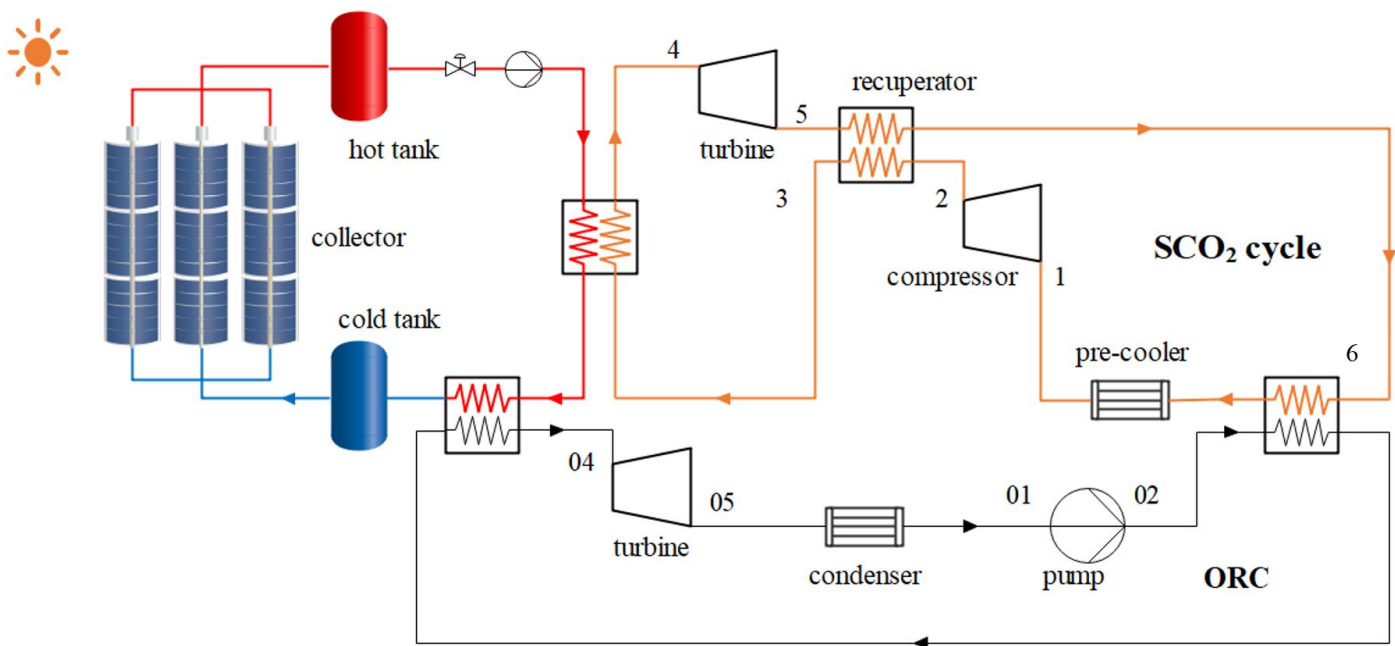 4
recuperator
5
hot tank
turbine
3
2
collector
SCO₂ cycle
compressor
1
cold tank
pre-cooler
6
04
05
01
02
turbine
condenser
pump
ORC